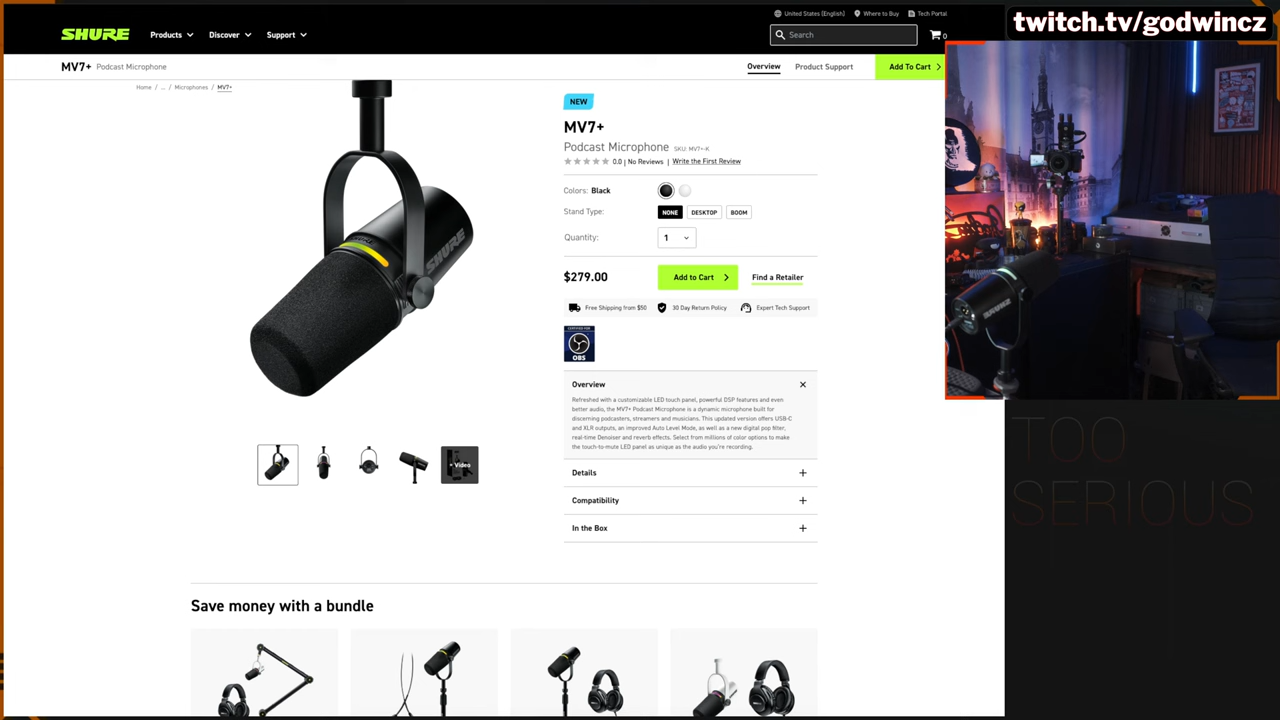 United States (English)
Where to Buy
Tech Portal
twitch.tv/godwincz
SHURE
Products
Discover
Support
Search
0
MV7+
Podcast Microphone
Overview
Product Support
Add To Cart
Home / ... / Microphones / MV7+
NEW
MV7+
Podcast Microphone SKU: MV7+-K
0.0 | No Reviews | Write the First Review
Colors: Black
Stand Type:
NONE
DESKTOP
BOOM
Quantity:
1
$279.00
Add to Cart
Find a Retailer
Free Shipping from $50
30 Day Return Policy
Expert Tech Support
CERTIFIED FOR
OBS
SHURE
Overview
Refreshed with a customizable LED touch panel, powerful DSP features and even
better audio, the MV7+ Podcast Microphone is a dynamic microphone built for
discerning podcasters, streamers and musicians. This updated version offers USB-C
and XLR outputs, an improved Auto Level Mode, as well as a new digital pop filter,
real-time Denoiser and reverb effects. Select from millions of color options to make
the touch-to-mute LED panel as unique as the audio you're recording.
+ Video
Details
Compatibility
In the Box
Save money with a bundle
SHURE
TOO
SERIOUS